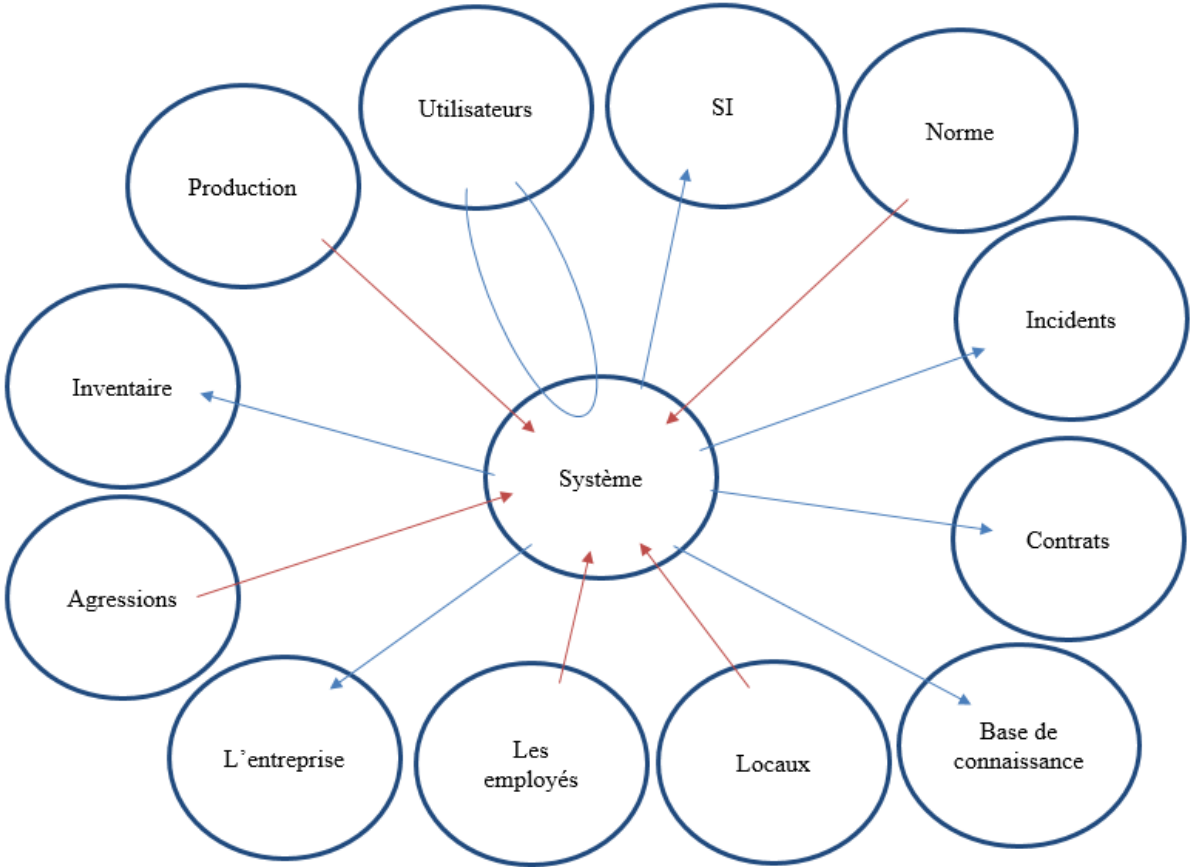 Utilisateurs
SI
Norme
Production
Incidents
Inventaire
Système
Contrats
Agressions
Base de
connaissance
L'entreprise
Les
employés
Locaux